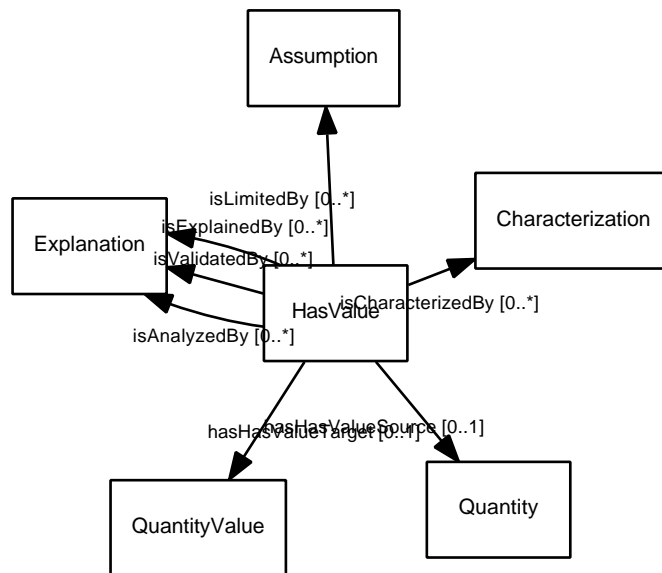 Assumption
isLimitedBy [0..*]
Characterization
isExplainedBy [0..*]
Explanation
isValidatedBy [0..*]
isCharacterizedBy [0..*]
HasValue
isAnalyzedBy [0..*]
hasHasValueSource [0..1]
hasHasValueTarget [0..1]
Quantity
QuantityValue